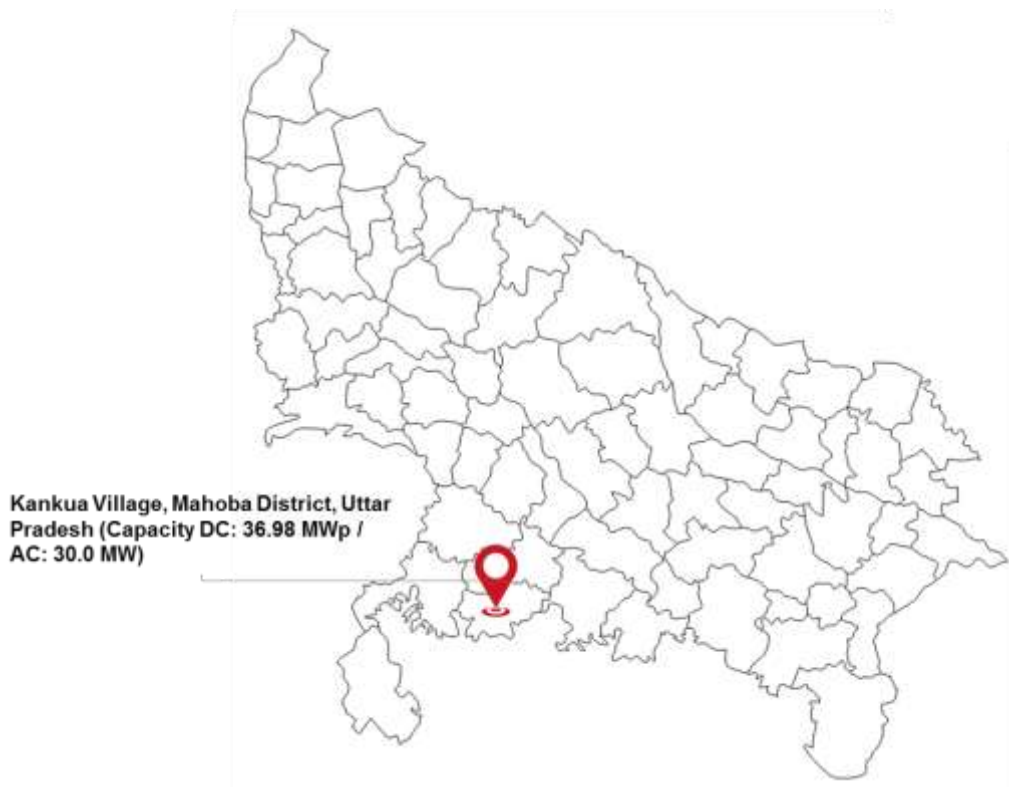 Kankua Village, Mahoba District, Uttar
Pradesh (Capacity DC: 36.98 MWp /
AC: 30.0 MW)